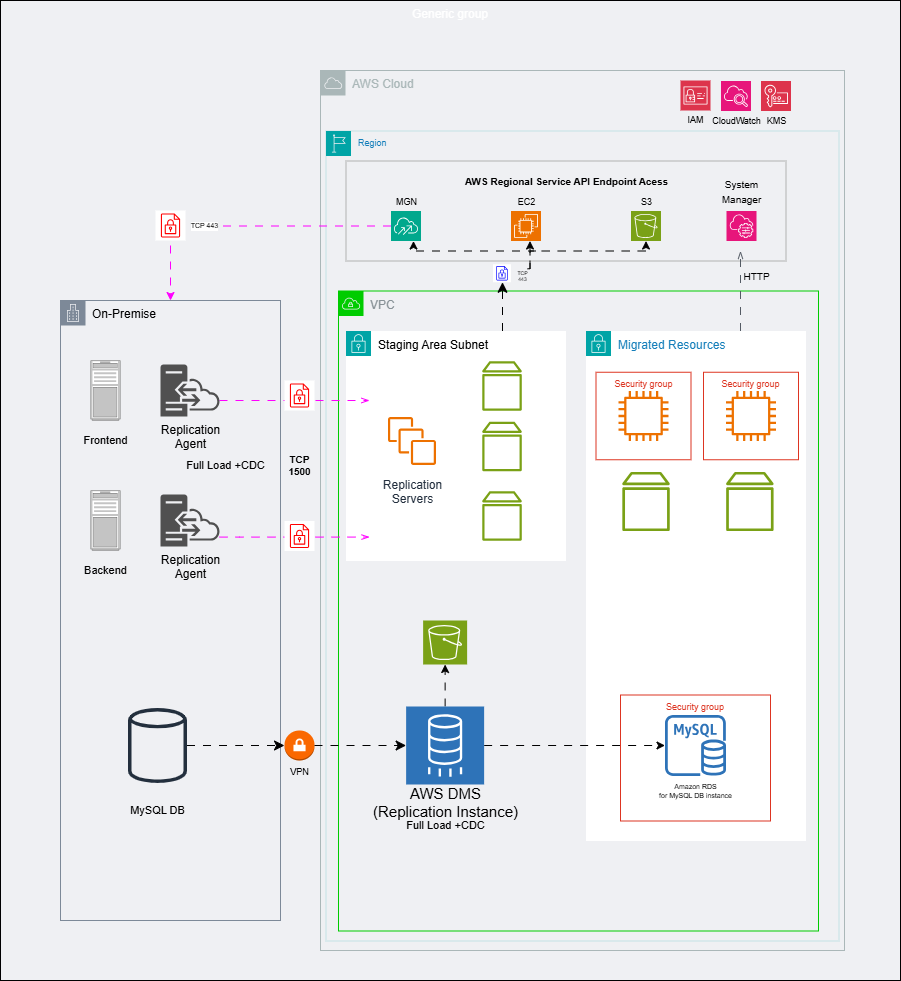 Generic group
AWS Cloud
IAM
CloudWatch
KMS
Region
AWS Regional Service API Endpoint Acess
System
Manager
MGN
EC2
S3
TCP 443
TCP
443
HTTP
On-Premise
VPC
Staging Area Subnet
Migrated Resources
Security group
Security group
Frontend
Replication
Agent
Full Load +CDC
TCP
1500
Replication
Servers
Backend
Replication
Agent
MySQL DB
VPN
AWS DMS
(Replication Instance)
Full Load +CDC
Security group
MySQL
Amazon RDS
for MySQL DB instance